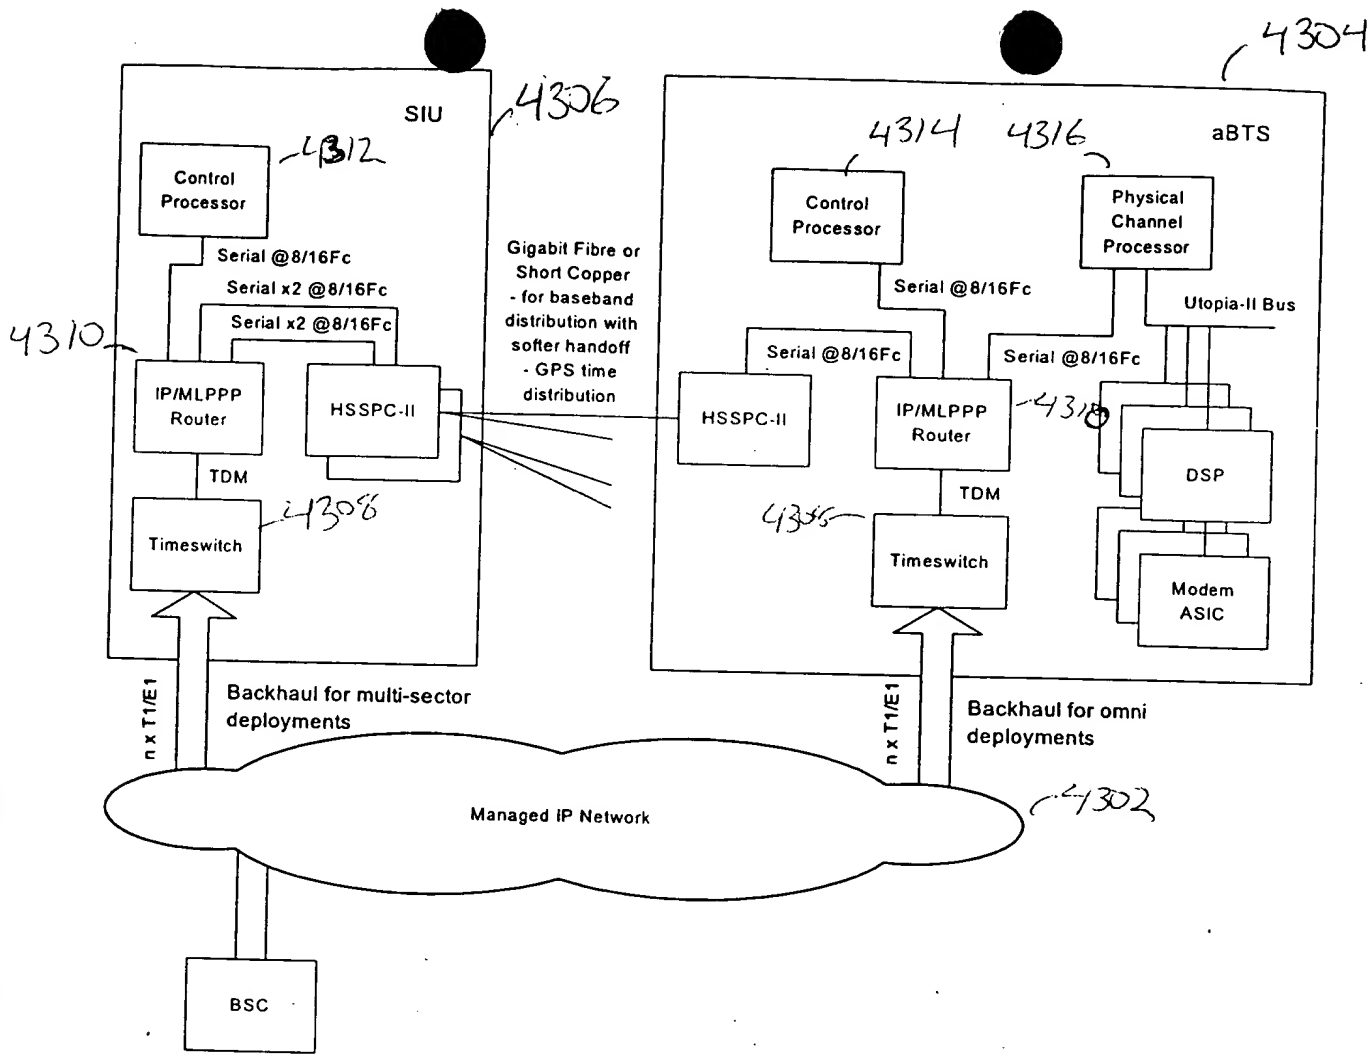 4304
SIU
4306
4314
4316
aBTS
4312
Control
Processor
Control
Processor
Physical
Channel
Processor
Serial @8/16Fc
Serial x2 @8/16Fc
Serial x2 @8/16Fc
4310
Gigabit Fibre or
Short Copper
- for baseband
distribution with
softer handoff
- GPS time
distribution
Serial @8/16Fc
Utopia-II Bus
Serial @8/16Fc
Serial @8/16Fc
IP/MLPPP
Router
HSSPC-II
HSSPC-II
IP/MLPPP
Router
4310
DSP
TDM
TDM
4308
Timeswitch
Timeswitch
Modem
ASIC
n x T1/E1
Backhaul for multi-sector
deployments
n x T1/E1
Backhaul for omni
deployments
4302
Managed IP Network
BSC